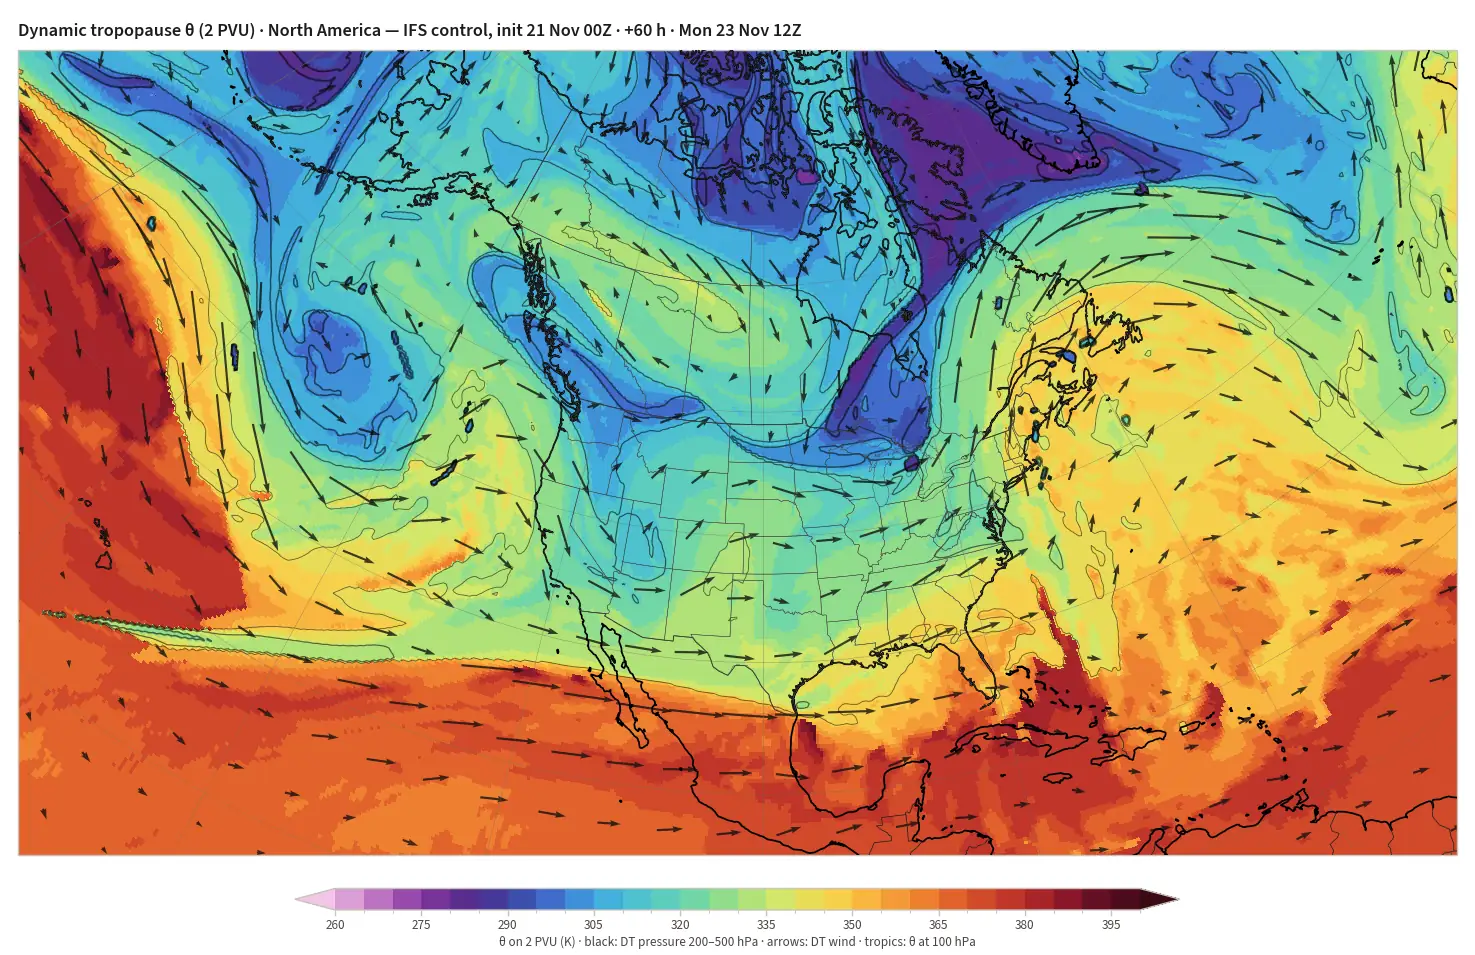 Dynamic tropopause θ (2 PVU) · North America — IFS control, init 21 Nov 00Z · +60 h · Mon 23 Nov 12Z
260 275 290 305 320 335 350 365 380 395
θ on 2 PVU (K) · black: DT pressure 200–500 hPa · arrows: DT wind · tropics: θ at 100 hPa